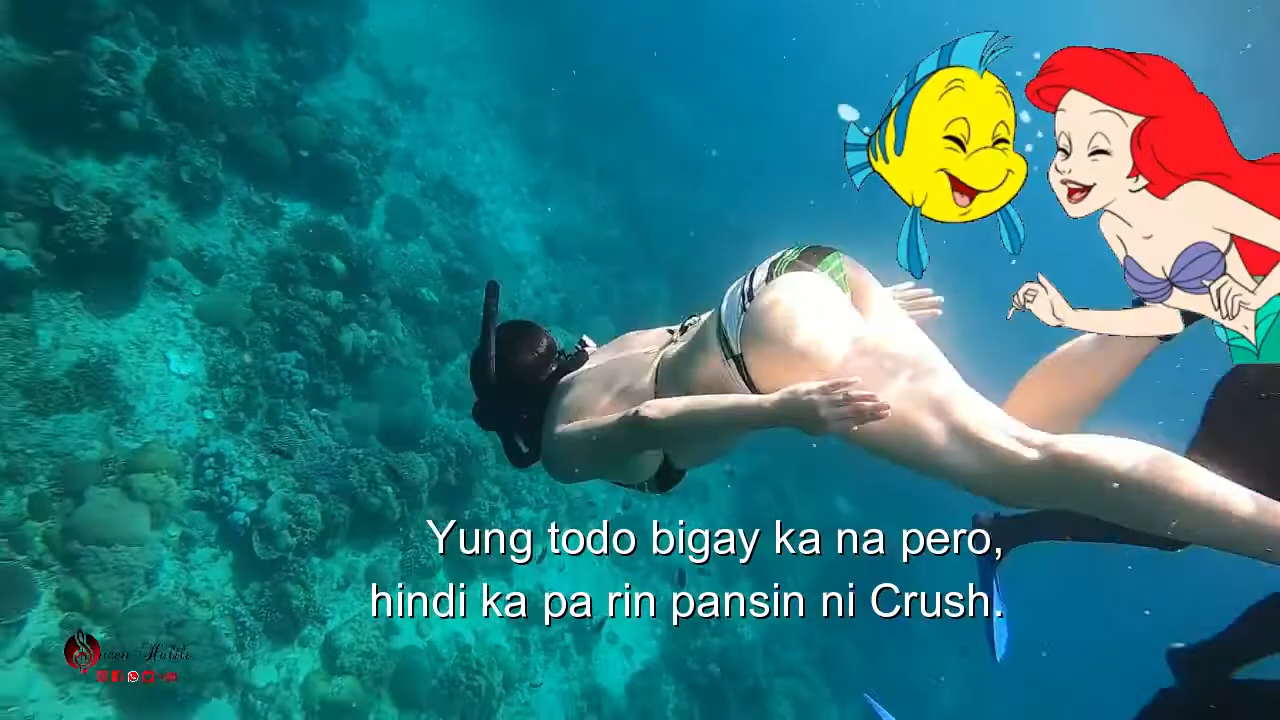 Yung todo bigay ka na pero,
hindi ka pa rin pansin ni Crush.